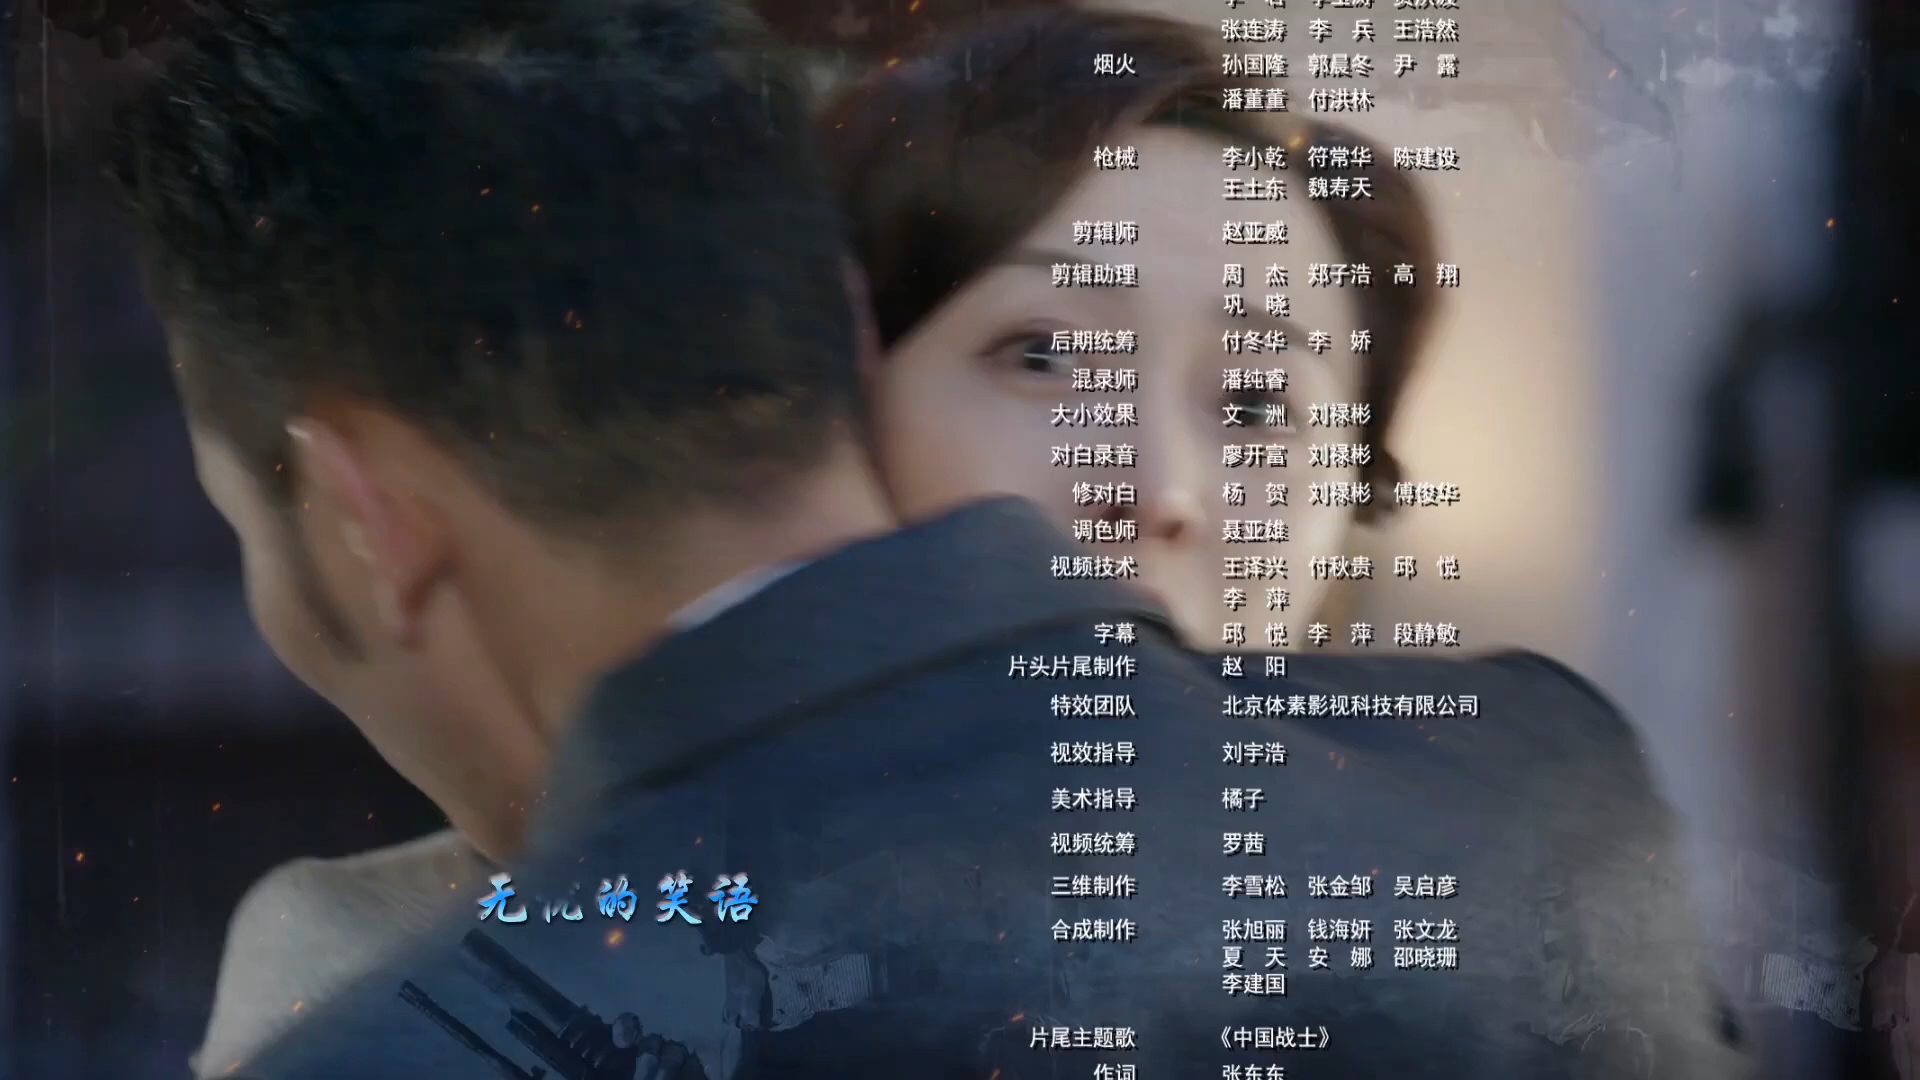 张连涛 李 兵 王浩然
烟火 孙国隆 郭晨冬 尹 露
潘董董 付洪林
枪械 李小乾 符常华 陈建设
王士东 魏寿天
剪辑师 赵亚威
剪辑助理 周 杰 郑子浩 高 翔
巩 晓
后期统筹 付冬华 李 娇
混录师 潘纯睿
大小效果 文 洲 刘禄彬
对白录音 廖开富 刘禄彬
修对白 杨 贺 刘禄彬 傅俊华
调色师 聂亚雄
视频技术 王泽兴 付秋贵 邱 悦
李 萍
字幕 邱 悦 李 萍 段静敏
片头片尾制作 赵 阳
特效团队 北京体素影视科技有限公司
视效指导 刘宇浩
美术指导 橘子
视频统筹 罗茜
三维制作 李雪松 张金邹 吴启彦
无忧的笑语
合成制作 张旭丽 钱海妍 张文龙
夏 天 安 娜 邵晓珊
李建国
片尾主题歌 《中国战士》
作词 张东东